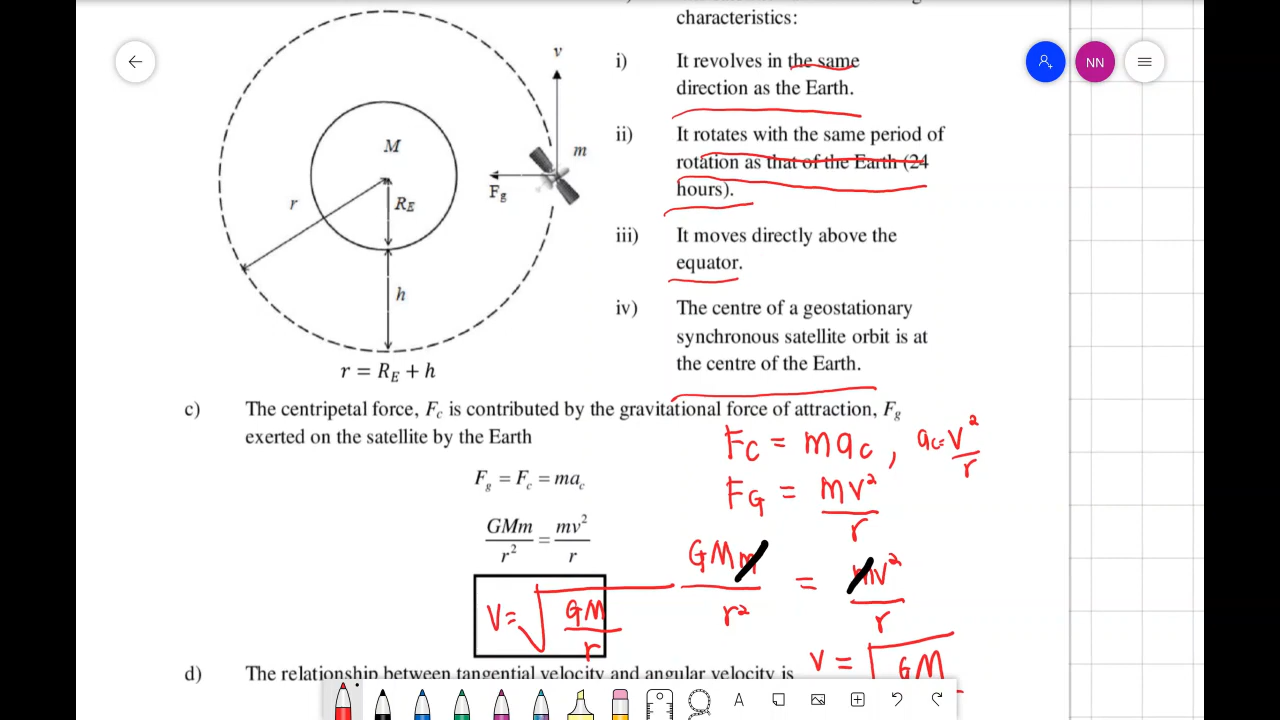 characteristics:
i) It revolves in the same
direction as the Earth.
ii) It rotates with the same period of
rotation as that of the Earth (24
hours).
iii) It moves directly above the
equator.
iv) The centre of a geostationary
synchronous satellite orbit is at
the centre of the Earth.
v
M
m
F_g
R_E
r
h
r = R_E + h
c) The centripetal force, F_c is contributed by the gravitational force of attraction, F_g
exerted on the satellite by the Earth
F_g = F_c = ma_c
GMm/r² = mv²/r
V = √(GM/r)
Fc = mac, ac = v²/r
FG = mv²/r
GMm/r² = mv²/r
v = √GM
d) The relationship between tangential velocity and angular velocity is
NN
A